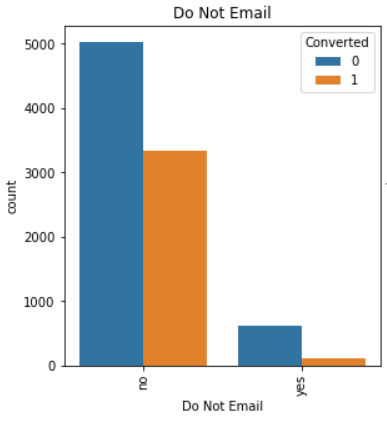 Do Not Email
Converted
0
1
5000
4000
3000
2000
1000
0
count
no
yes
Do Not Email